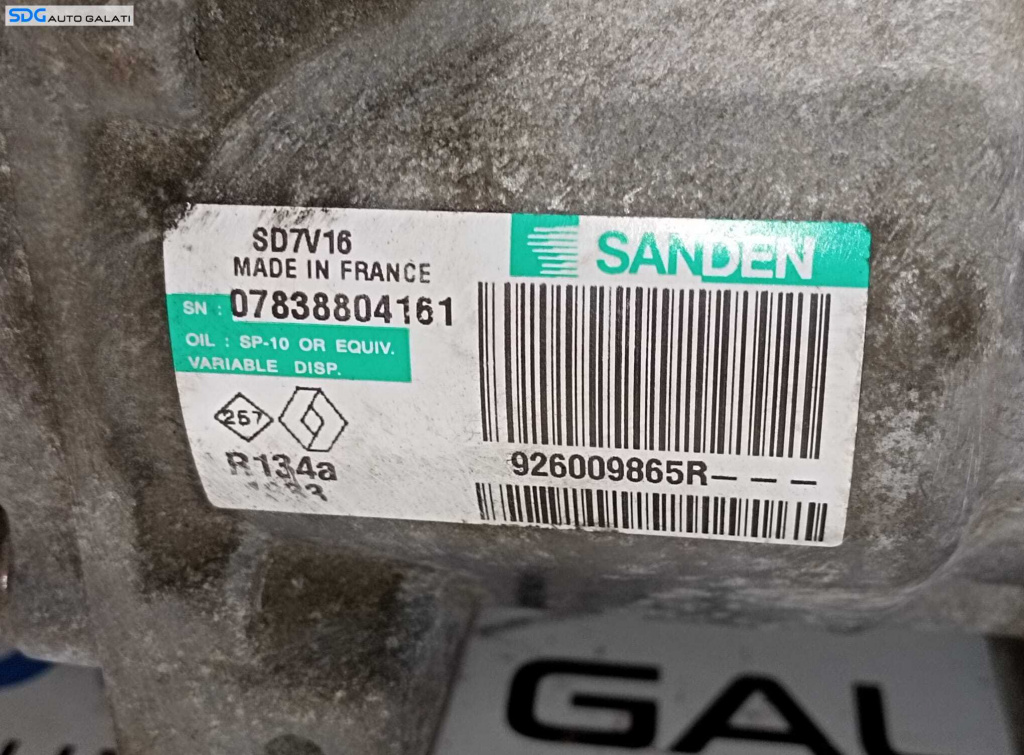 SDG AUTO GALATI
SD7V16
MADE IN FRANCE
SANDEN
SN : 07838804161
OIL : SP-10 OR EQUIV.
VARIABLE DISP.
257
R134a
926009865R---
GAL